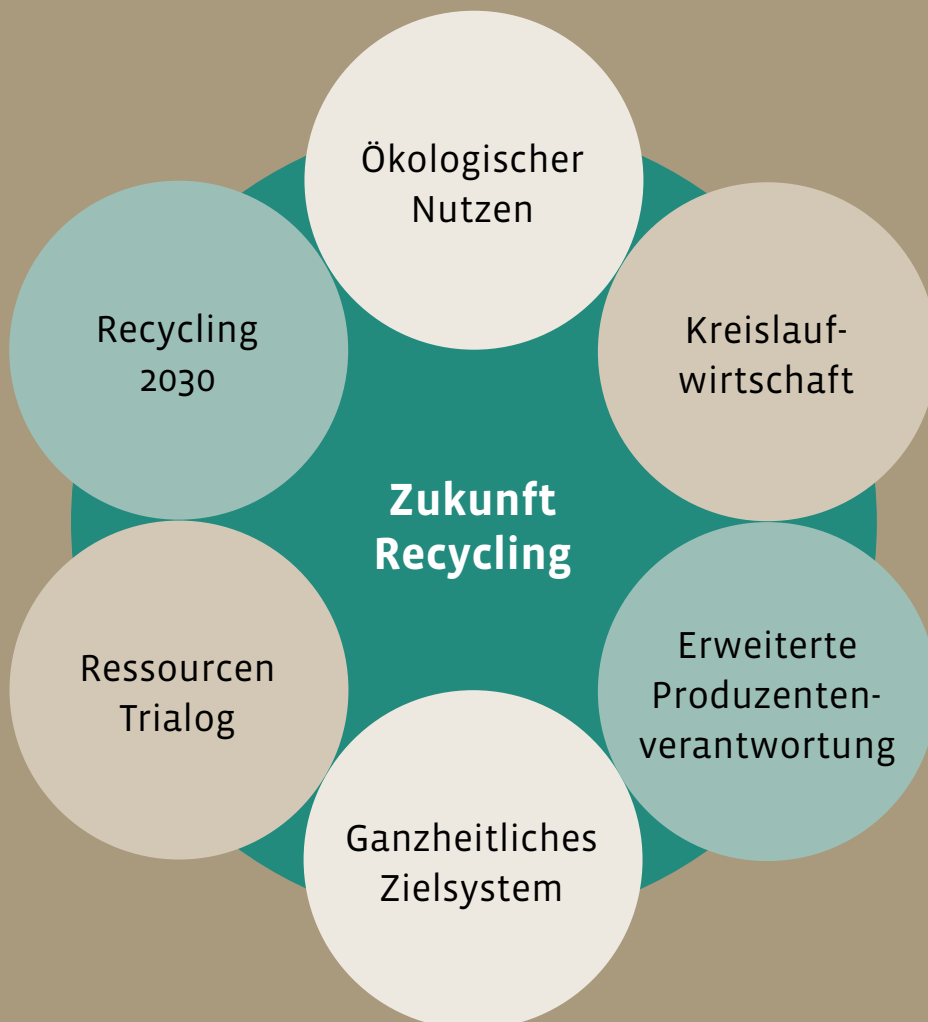 Ökologischer
Nutzen
Recycling
2030
Kreislauf-
wirtschaft
Zukunft
Recycling
Ressourcen
Trialog
Erweiterte
Produzenten-
verantwortung
Ganzheitliches
Zielsystem